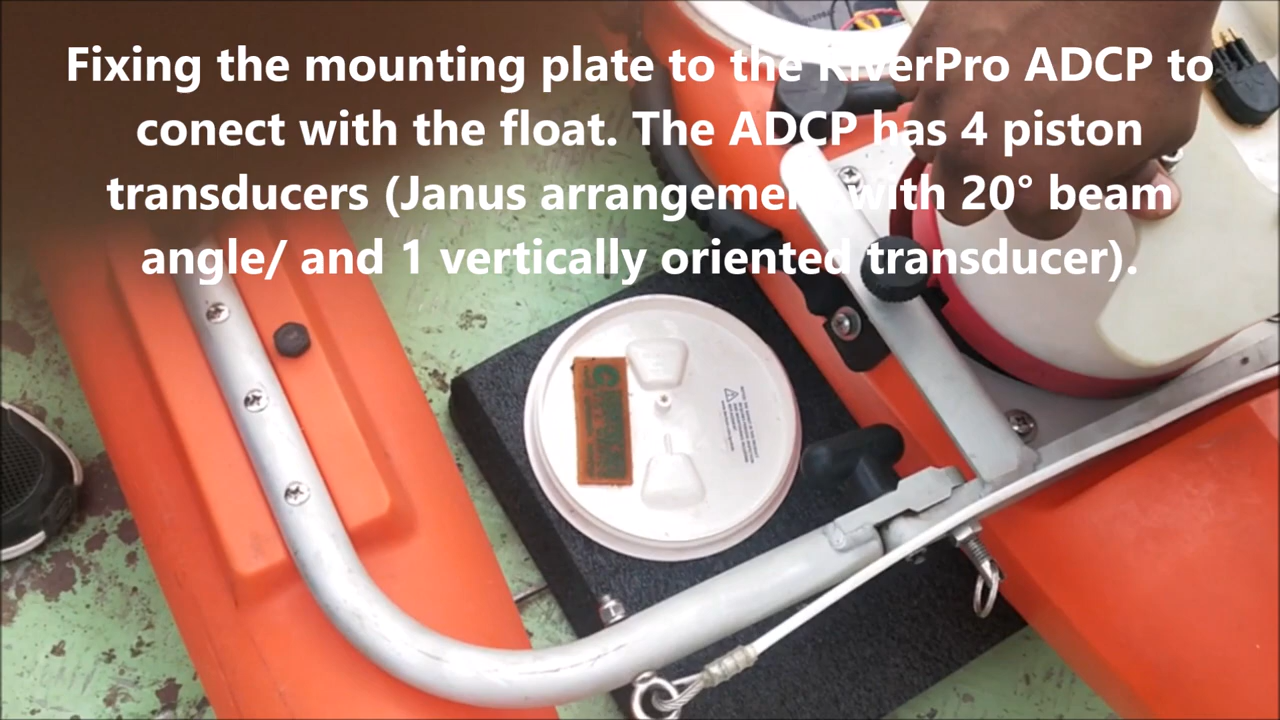 Fixing the mounting plate to the RiverPro ADCP to
conect with the float. The ADCP has 4 piston
transducers (Janus arrangement with 20° beam
angle/ and 1 vertically oriented transducer).